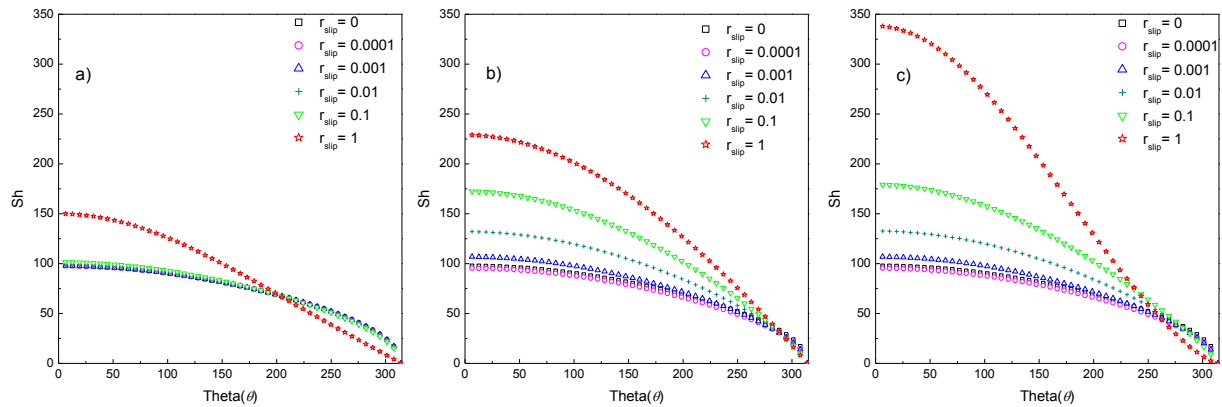 350
300
250
200
150
100
50
0
Sh
a)
r_slip = 0
r_slip = 0.0001
r_slip = 0.001
r_slip = 0.01
r_slip = 0.1
r_slip = 1
0 50 100 150 200 250 300
Theta(θ)
350
300
250
200
150
100
50
0
Sh
b)
r_slip = 0
r_slip = 0.0001
r_slip = 0.001
r_slip = 0.01
r_slip = 0.1
r_slip = 1
0 50 100 150 200 250 300
Theta(θ)
350
300
250
200
150
100
50
0
Sh
c)
r_slip = 0
r_slip = 0.0001
r_slip = 0.001
r_slip = 0.01
r_slip = 0.1
r_slip = 1
0 50 100 150 200 250 300
Theta(θ)